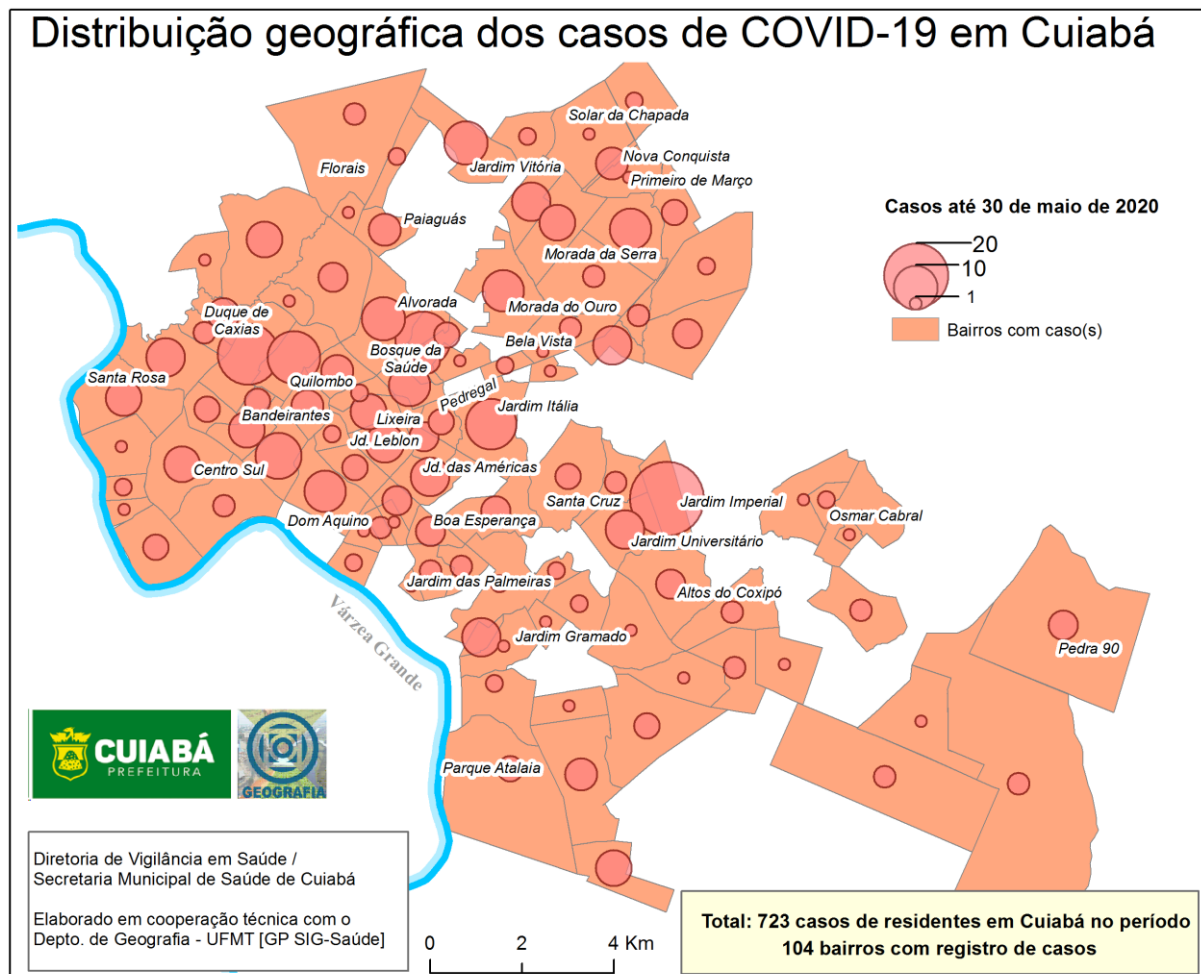 Distribuição geográfica dos casos de COVID-19 em Cuiabá
Solar da Chapada
Florais
Jardim Vitória
Nova Conquista
Primeiro de Março
Casos até 30 de maio de 2020
20
10
1
Bairros com caso(s)
Paiaguás
Morada da Serra
Duque de
Caxias
Alvorada
Morada do Ouro
Bosque da
Saúde
Bela Vista
Santa Rosa
Quilombo
Pedregal
Bandeirantes
Lixeira
Jardim Itália
Jd. Leblon
Centro Sul
Jd. das Américas
Santa Cruz
Jardim Imperial
Dom Aquino
Boa Esperança
Osmar Cabral
Jardim Universitário
Jardim das Palmeiras
Altos do Coxipó
Várzea Grande
Jardim Gramado
Pedra 90
CUIABÁ
PREFEITURA
GEOGRAFIA
Parque Atalaia
Diretoria de Vigilância em Saúde /
Secretaria Municipal de Saúde de Cuiabá
Elaborado em cooperação técnica com o
Depto. de Geografia - UFMT [GP SIG-Saúde]
0 2 4 Km
Total: 723 casos de residentes em Cuiabá no período
104 bairros com registro de casos